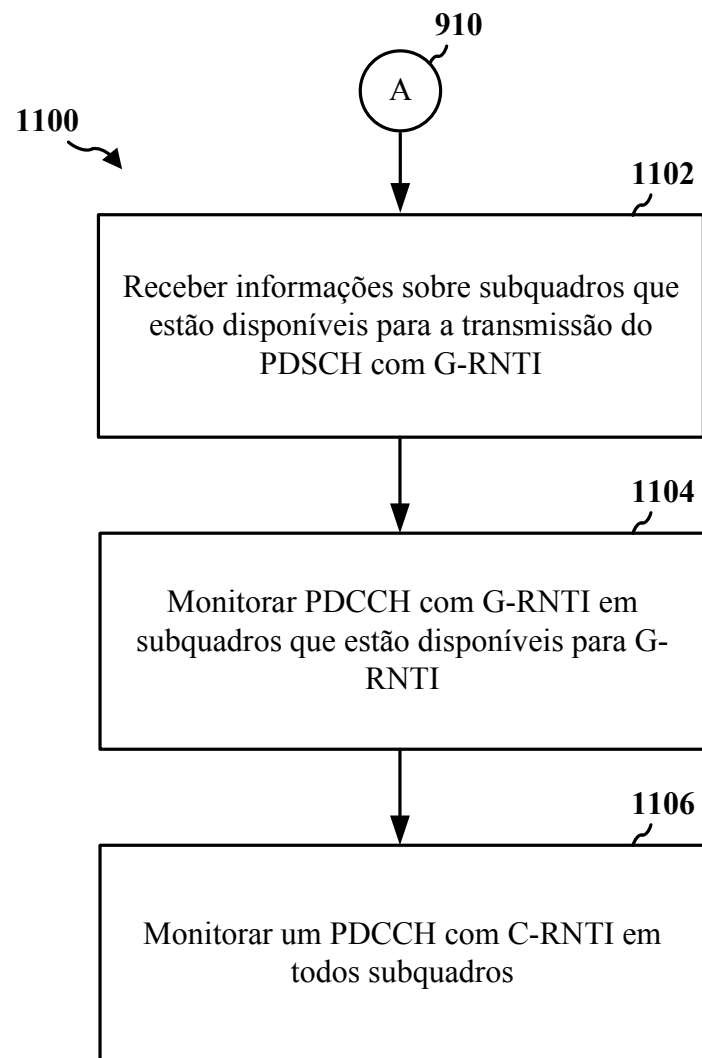 910
A
1100
1102
Receber informações sobre subquadros que
estão disponíveis para a transmissão do
PDSCH com G-RNTI
1104
Monitorar PDCCH com G-RNTI em
subquadros que estão disponíveis para G-
RNTI
1106
Monitorar um PDCCH com C-RNTI em
todos subquadros